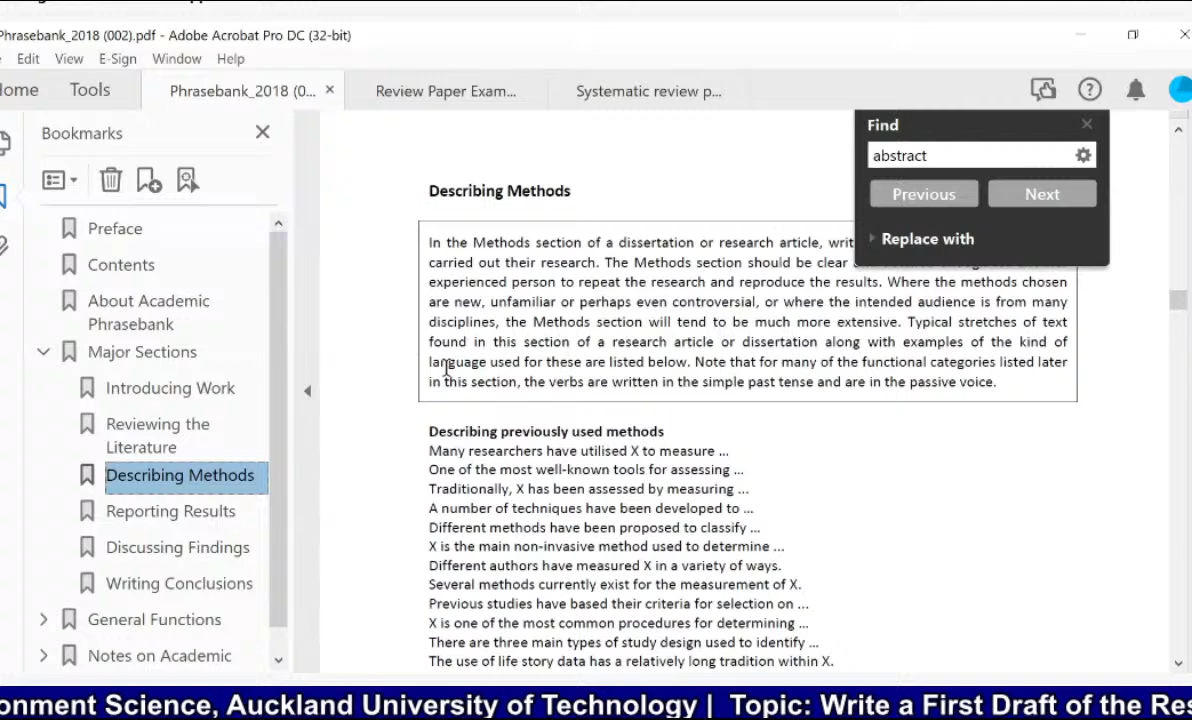 Phrasebank_2018 (002).pdf - Adobe Acrobat Pro DC (32-bit)
Edit View E-Sign Window Help
ome Tools Phrasebank_2018 (0... × Review Paper Exam... Systematic review p...
Bookmarks
Preface
Contents
About Academic
Phrasebank
Major Sections
Introducing Work
Reviewing the
Literature
Describing Methods
Reporting Results
Discussing Findings
Writing Conclusions
General Functions
Notes on Academic
Find
abstract
Previous Next
Replace with
Describing Methods
In the Methods section of a dissertation or research article, writ
carried out their research. The Methods section should be clear
experienced person to repeat the research and reproduce the results. Where the methods chosen
are new, unfamiliar or perhaps even controversial, or where the intended audience is from many
disciplines, the Methods section will tend to be much more extensive. Typical stretches of text
found in this section of a research article or dissertation along with examples of the kind of
language used for these are listed below. Note that for many of the functional categories listed later
in this section, the verbs are written in the simple past tense and are in the passive voice.
Describing previously used methods
Many researchers have utilised X to measure ...
One of the most well-known tools for assessing ...
Traditionally, X has been assessed by measuring ...
A number of techniques have been developed to ...
Different methods have been proposed to classify ...
X is the main non-invasive method used to determine ...
Different authors have measured X in a variety of ways.
Several methods currently exist for the measurement of X.
Previous studies have based their criteria for selection on ...
X is one of the most common procedures for determining ...
There are three main types of study design used to identify ...
The use of life story data has a relatively long tradition within X.
onment Science, Auckland University of Technology | Topic: Write a First Draft of the Res